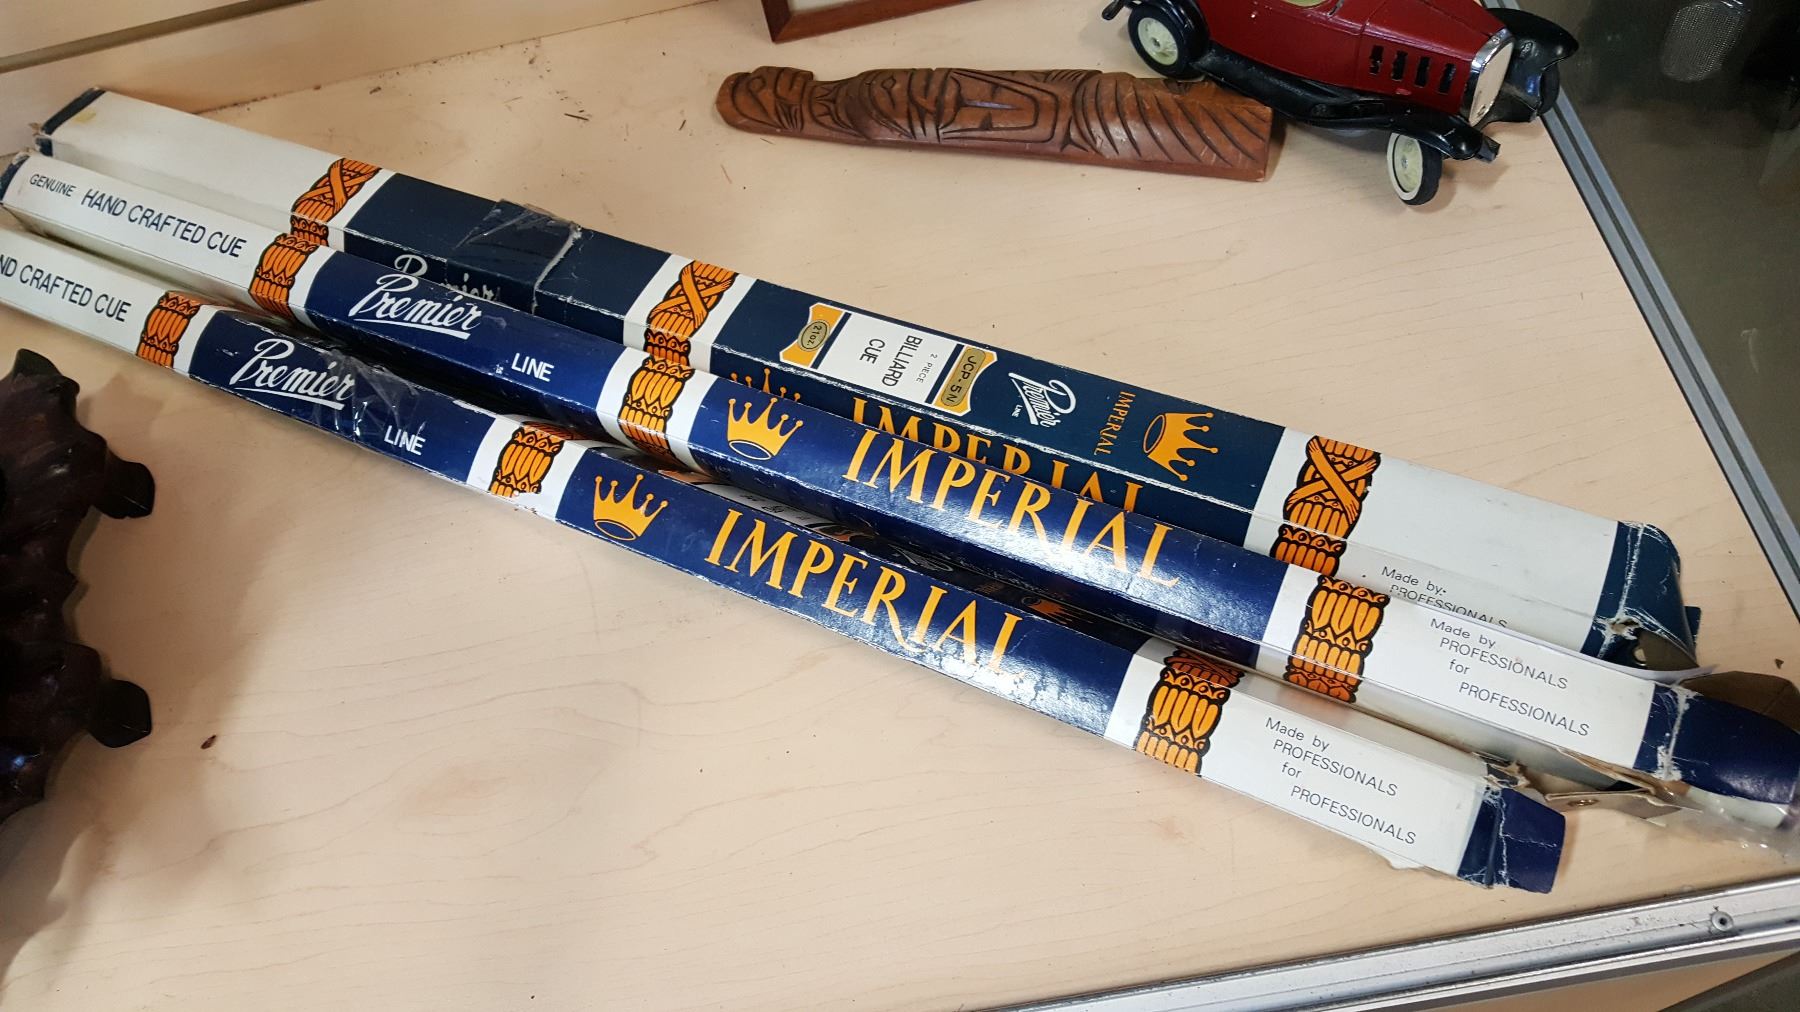 Premier
21oz.
BILLIARD
CUE
2 PIECE
JCP-5N
Premier
LINE
IMPERIAL
IMPERIAL
Made by
PROFESSIONALS
GENUINE HAND CRAFTED CUE
Premier
LINE
IMPERIAL
Made by
PROFESSIONALS
for
PROFESSIONALS
CRAFTED CUE
Premier
LINE
IMPERIAL
Made by
PROFESSIONALS
for
PROFESSIONALS